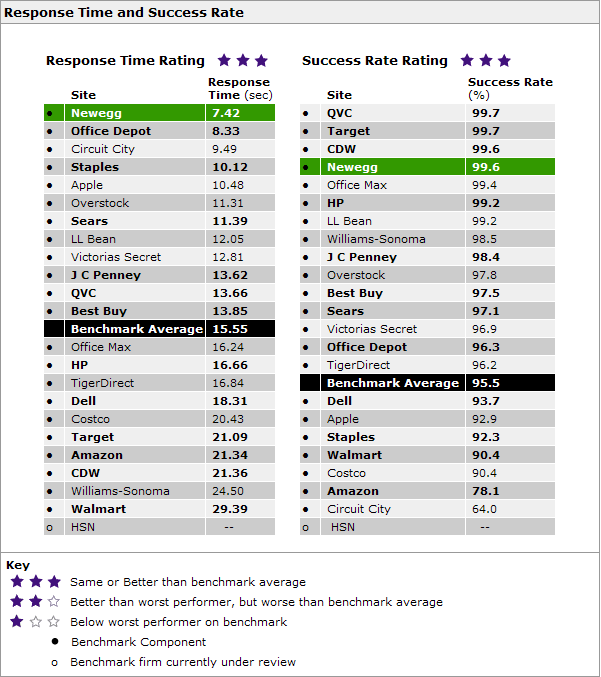 Response Time and Success Rate
Response Time Rating
Site Response Time (sec)
● Newegg 7.42
● Office Depot 8.33
● Circuit City 9.49
● Staples 10.12
● Apple 10.48
● Overstock 11.31
● Sears 11.39
● LL Bean 12.05
● Victorias Secret 12.81
● J C Penney 13.62
● QVC 13.66
● Best Buy 13.85
Benchmark Average 15.55
● Office Max 16.24
● HP 16.66
● TigerDirect 16.84
● Dell 18.31
● Costco 20.43
● Target 21.09
● Amazon 21.34
● CDW 21.36
● Williams-Sonoma 24.50
● Walmart 29.39
o HSN --
Success Rate Rating
Site Success Rate (%)
● QVC 99.7
● Target 99.7
● CDW 99.6
● Newegg 99.6
● Office Max 99.4
● HP 99.2
● LL Bean 99.2
● Williams-Sonoma 98.5
● J C Penney 98.4
● Overstock 97.8
● Best Buy 97.5
● Sears 97.1
● Victorias Secret 96.9
● Office Depot 96.3
● TigerDirect 96.2
Benchmark Average 95.5
● Dell 93.7
● Apple 92.9
● Staples 92.3
● Walmart 90.4
● Costco 90.4
● Amazon 78.1
● Circuit City 64.0
o HSN --
Key
Same or Better than benchmark average
Better than worst performer, but worse than benchmark average
Below worst performer on benchmark
● Benchmark Component
o Benchmark firm currently under review